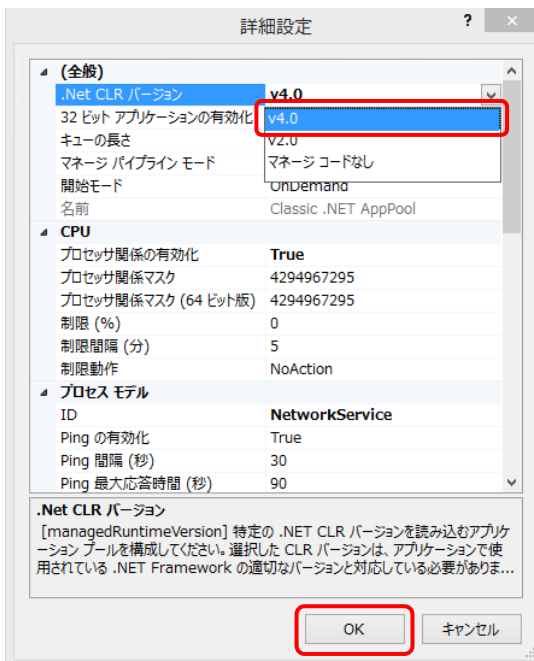 詳細設定
? ×
(全般)
.Net CLR バージョン v4.0
32 ビット アプリケーションの有効化 v4.0
キューの長さ v2.0
マネージ パイプライン モード マネージ コードなし
開始モード OnDemand
名前 Classic .NET AppPool
CPU
プロセッサ関係の有効化 True
プロセッサ関係マスク 4294967295
プロセッサ関係マスク (64 ビット版) 4294967295
制限 (%) 0
制限間隔 (分) 5
制限動作 NoAction
プロセス モデル
ID NetworkService
Ping の有効化 True
Ping 間隔 (秒) 30
Ping 最大応答時間 (秒) 90
.Net CLR バージョン
[managedRuntimeVersion] 特定の .NET CLR バージョンを読み込むアプリケ
ーション プールを構成してください。選択した CLR バージョンは、アプリケーションで使
用されている .NET Framework の適切なバージョンと対応している必要がありま...
OK キャンセル